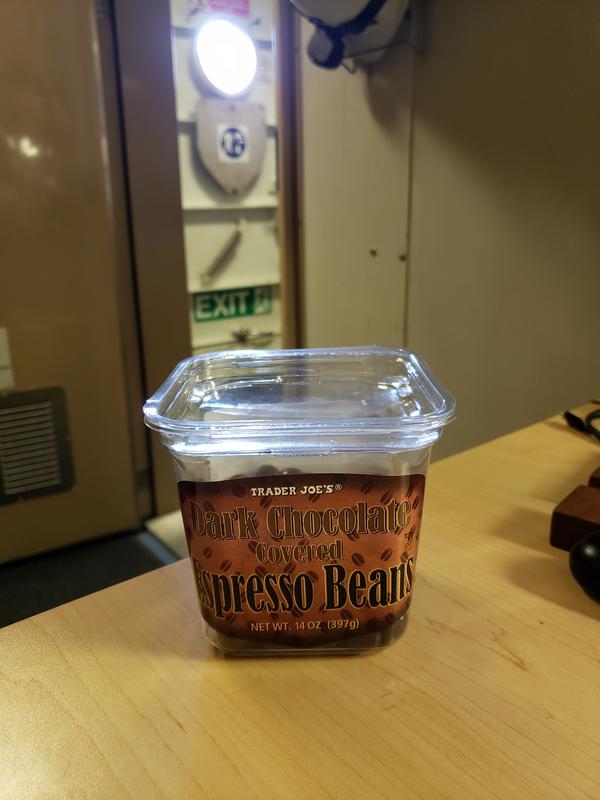 EXIT
TRADER JOE'S®
Dark Chocolate
Covered
Espresso Beans
NET WT. 14 OZ (397g)